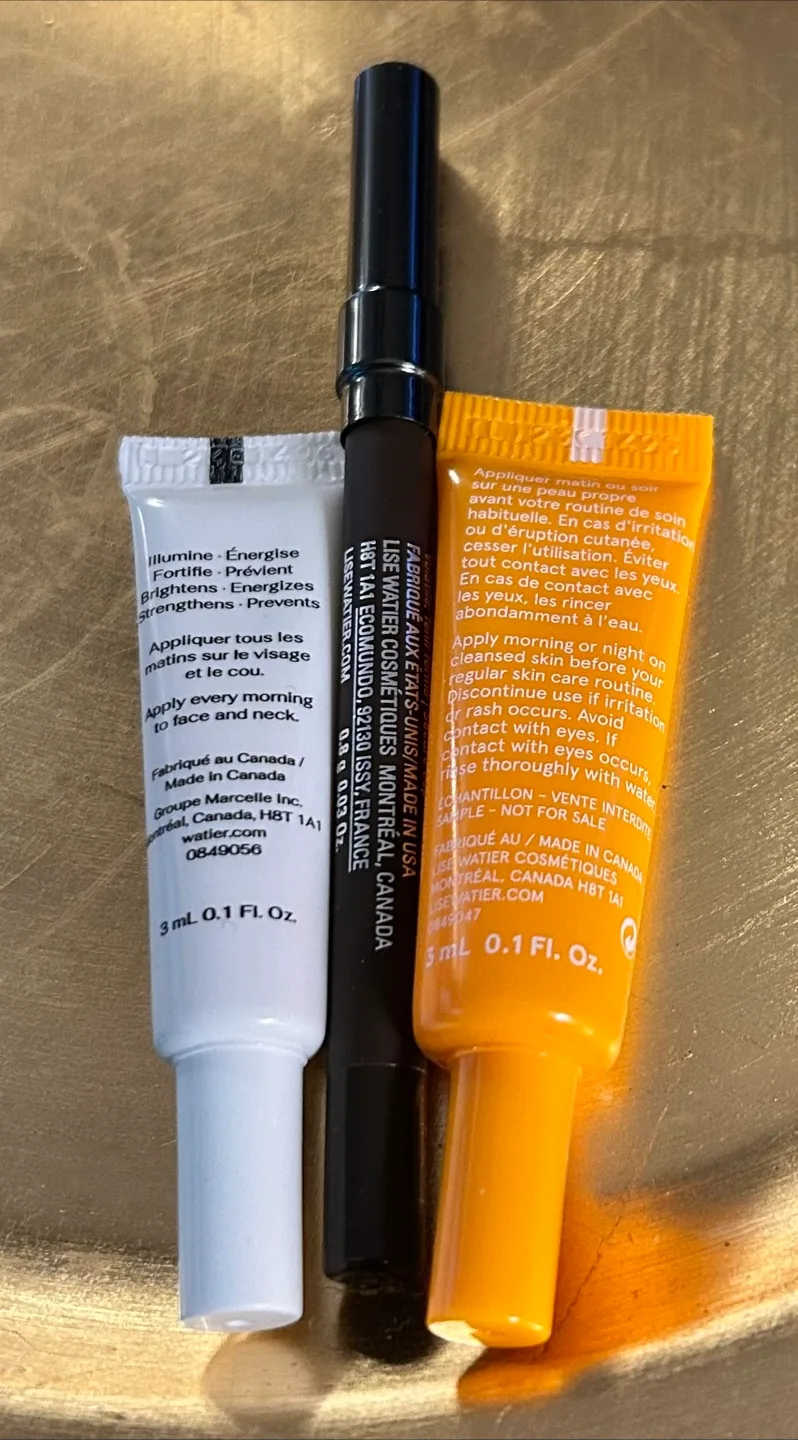 Illumine · Énergise
Fortifie · Prévient
Brightens · Energizes
Strengthens · Prevents
Appliquer tous les
matins sur le visage
et le cou.
Apply every morning
to face and neck.
Fabriqué au Canada /
Made in Canada
Groupe Marcelle Inc.
Montréal, Canada, H8T 1A1
watier.com
0849056
3 mL 0.1 Fl. Oz.
FABRIQUÉ AUX ÉTATS-UNIS/MADE IN USA
LISE WATIER COSMÉTIQUES MONTRÉAL, CANADA
H8T 1A1 ECOMUNDO, 92130 ISSY, FRANCE
LISEWATIER.COM 0.8 g 0.03 Oz.
Appliquer matin ou soir
sur une peau propre
avant votre routine de soin
habituelle. En cas d'irritation
ou d'éruption cutanée,
cesser l'utilisation. Éviter
tout contact avec les yeux.
En cas de contact avec
les yeux, les rincer
abondamment à l'eau.
Apply morning or night on
cleansed skin before your
regular skin care routine.
Discontinue use if irritation
or rash occurs. Avoid
contact with eyes. If
contact with eyes occurs,
rinse thoroughly with water
ÉCHANTILLON – VENTE INTERDITE
SAMPLE – NOT FOR SALE
FABRIQUÉ AU / MADE IN CANADA
LISE WATIER COSMÉTIQUES
MONTRÉAL, CANADA H8T 1A1
LISEWATIER.COM
0849047
3 mL 0.1 Fl. Oz.